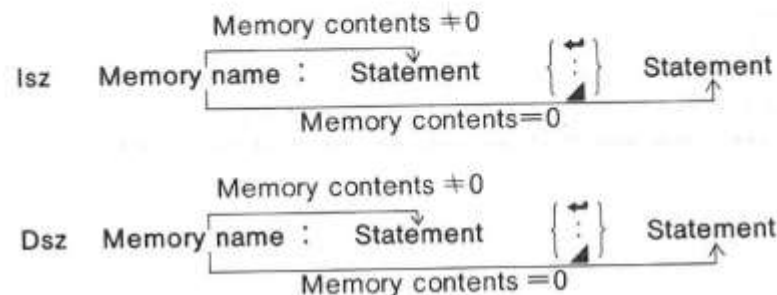 Memory contents ≠0
Isz Memory name : Statement { ↵ : ◢ } Statement
Memory contents=0
Memory contents ≠0
Dsz Memory name : Statement { ↵ : ◢ } Statement
Memory contents =0